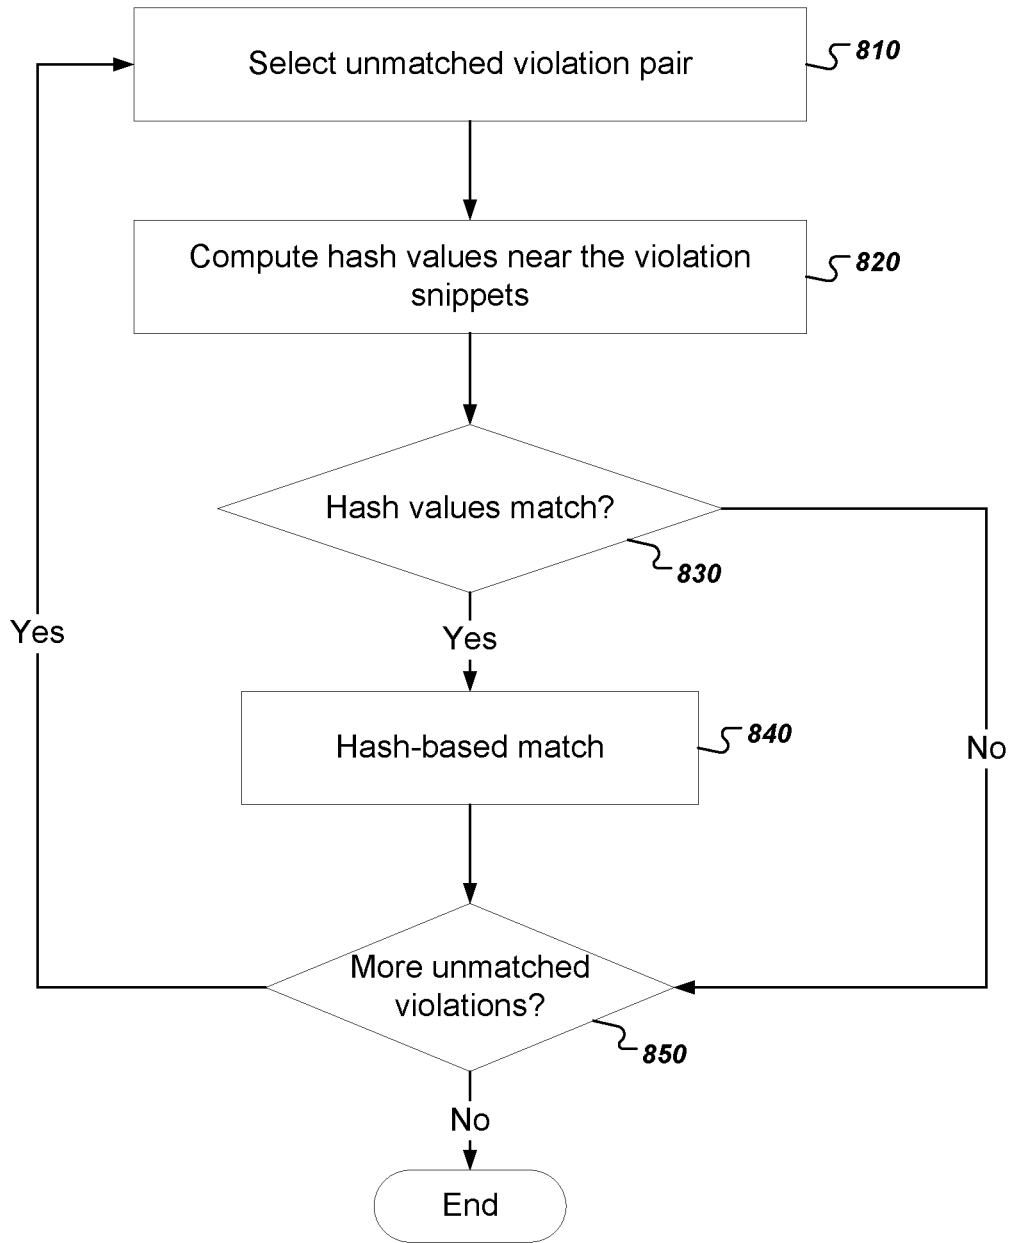 Select unmatched violation pair
810
Compute hash values near the violation
snippets
820
Hash values match?
830
Yes
Yes
Hash-based match
840
No
More unmatched
violations?
850
No
End